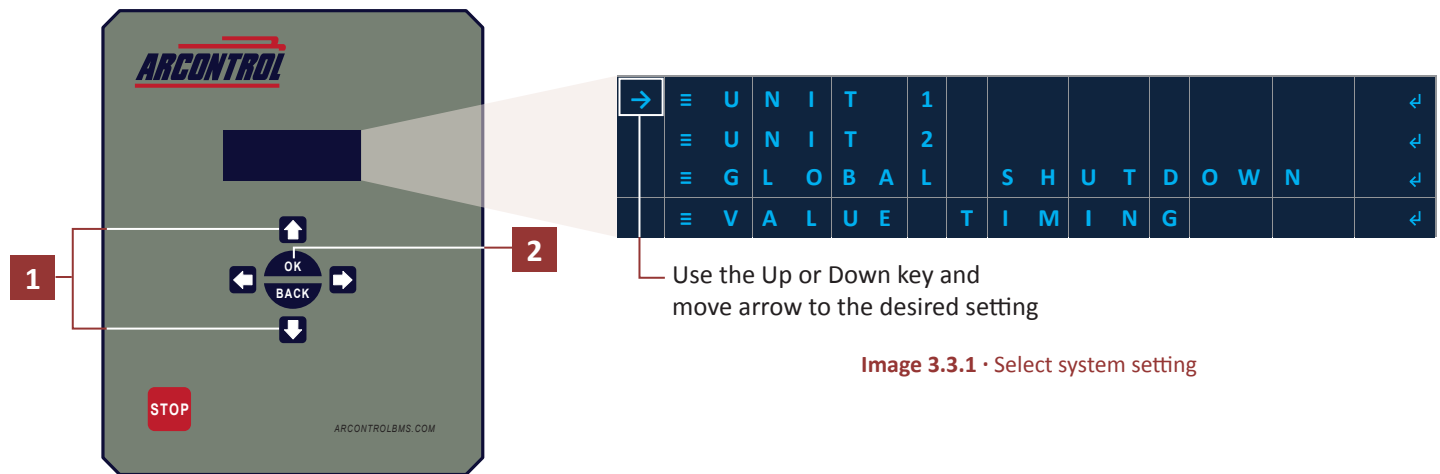 ARCONTROL
→ ≡ UNIT 1 ↲
≡ UNIT 2 ↲
≡ GLOBAL SHUTDOWN ↲
≡ VALUE TIMING ↲
1
2
OK
BACK
Use the Up or Down key and
move arrow to the desired setting
Image 3.3.1 · Select system setting
STOP
ARCONTROLBMS.COM